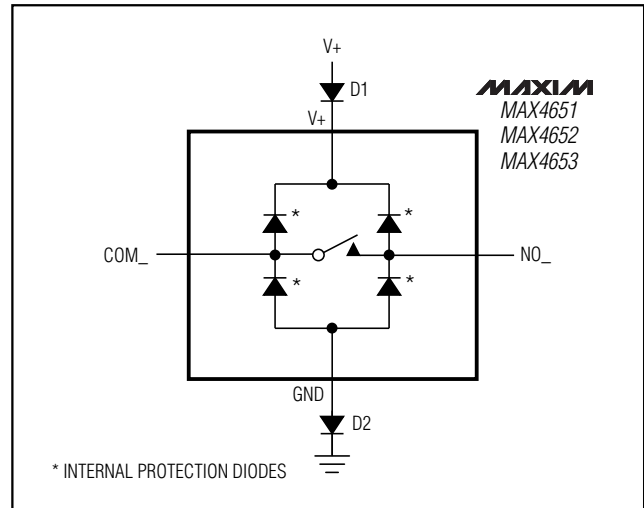 V+
D1
MAXIM
V+
MAX4651
MAX4652
MAX4653
*
*
COM_
NO_
*
*
GND
D2
* INTERNAL PROTECTION DIODES